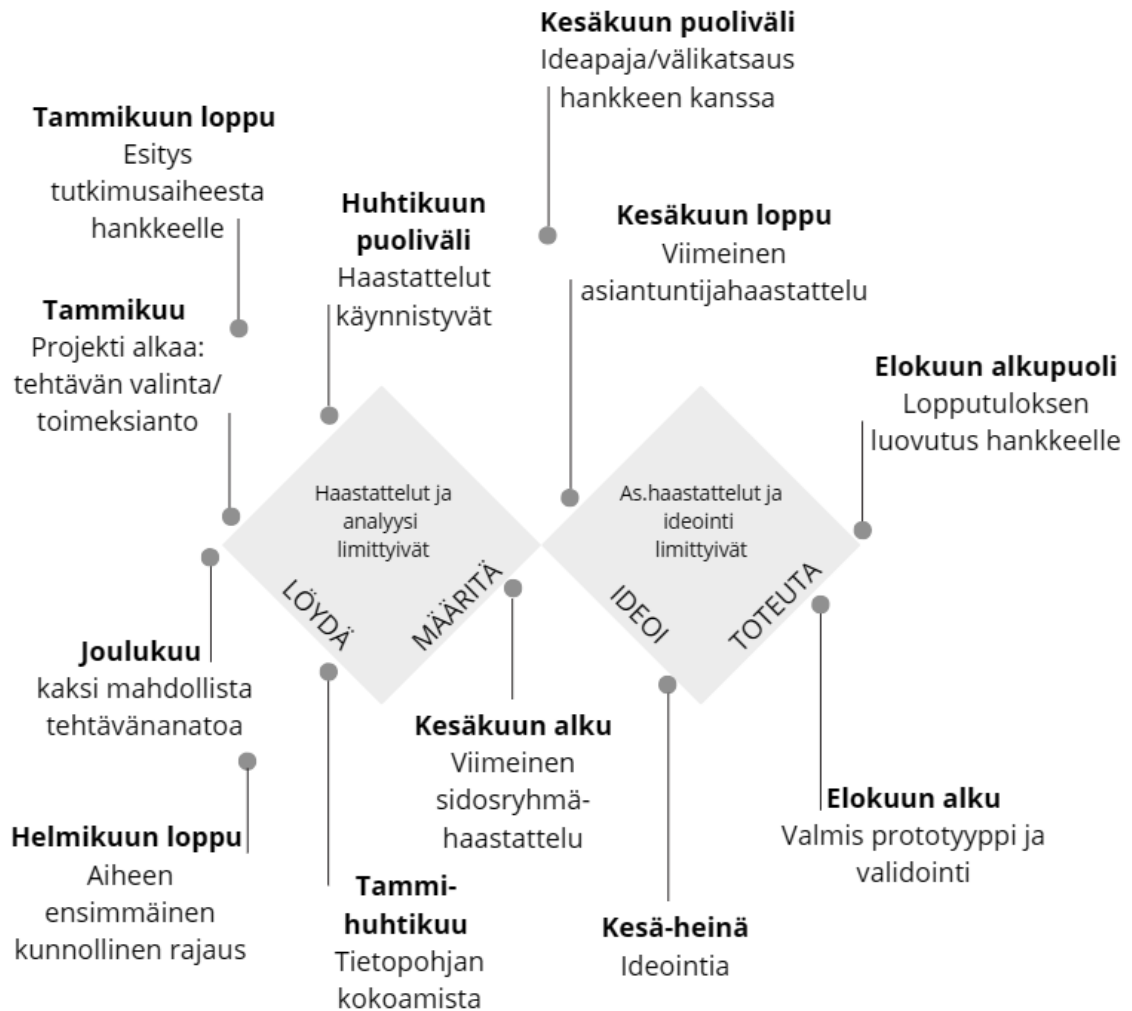 Kesäkuun puoliväli
Ideapaja/välikatsaus
hankkeen kanssa
Tammikuun loppu
Esitys
tutkimusaiheesta
hankkeelle
Huhtikuun
puoliväli
Haastattelut
käynnistyvät
Kesäkuun loppu
Viimeinen
asiantuntijahaastattelu
Tammikuu
Projekti alkaa:
tehtävän valinta/
toimeksianto
Elokuun alkupuoli
Lopputuloksen
luovutus hankkeelle
Haastattelut ja
analyysi
limittyivät
As.haastattelut ja
ideointi
limittyivät
LÖYDÄ
MÄÄRITÄ
IDEOI
TOTEUTA
Joulukuu
kaksi mahdollista
tehtävänanatoa
Kesäkuun alku
Viimeinen
sidosryhmä-
haastattelu
Elokuun alku
Valmis prototyyppi ja
validointi
Helmikuun loppu
Aiheen
ensimmäinen
kunnollinen rajaus
Tammi-
huhtikuu
Tietopohjan
kokoamista
Kesä-heinä
Ideointia